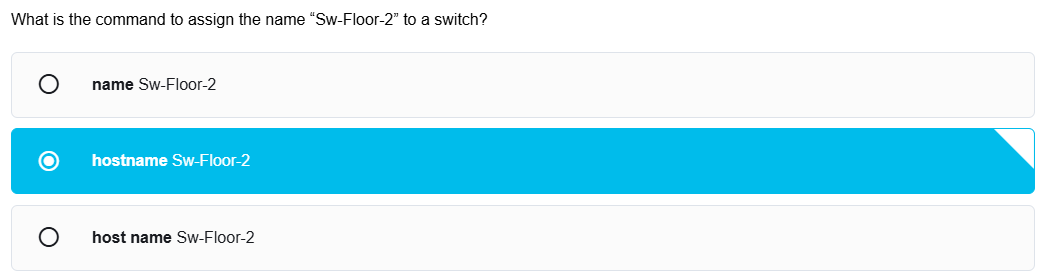 What is the command to assign the name “Sw-Floor-2” to a switch?
name Sw-Floor-2
hostname Sw-Floor-2
host name Sw-Floor-2